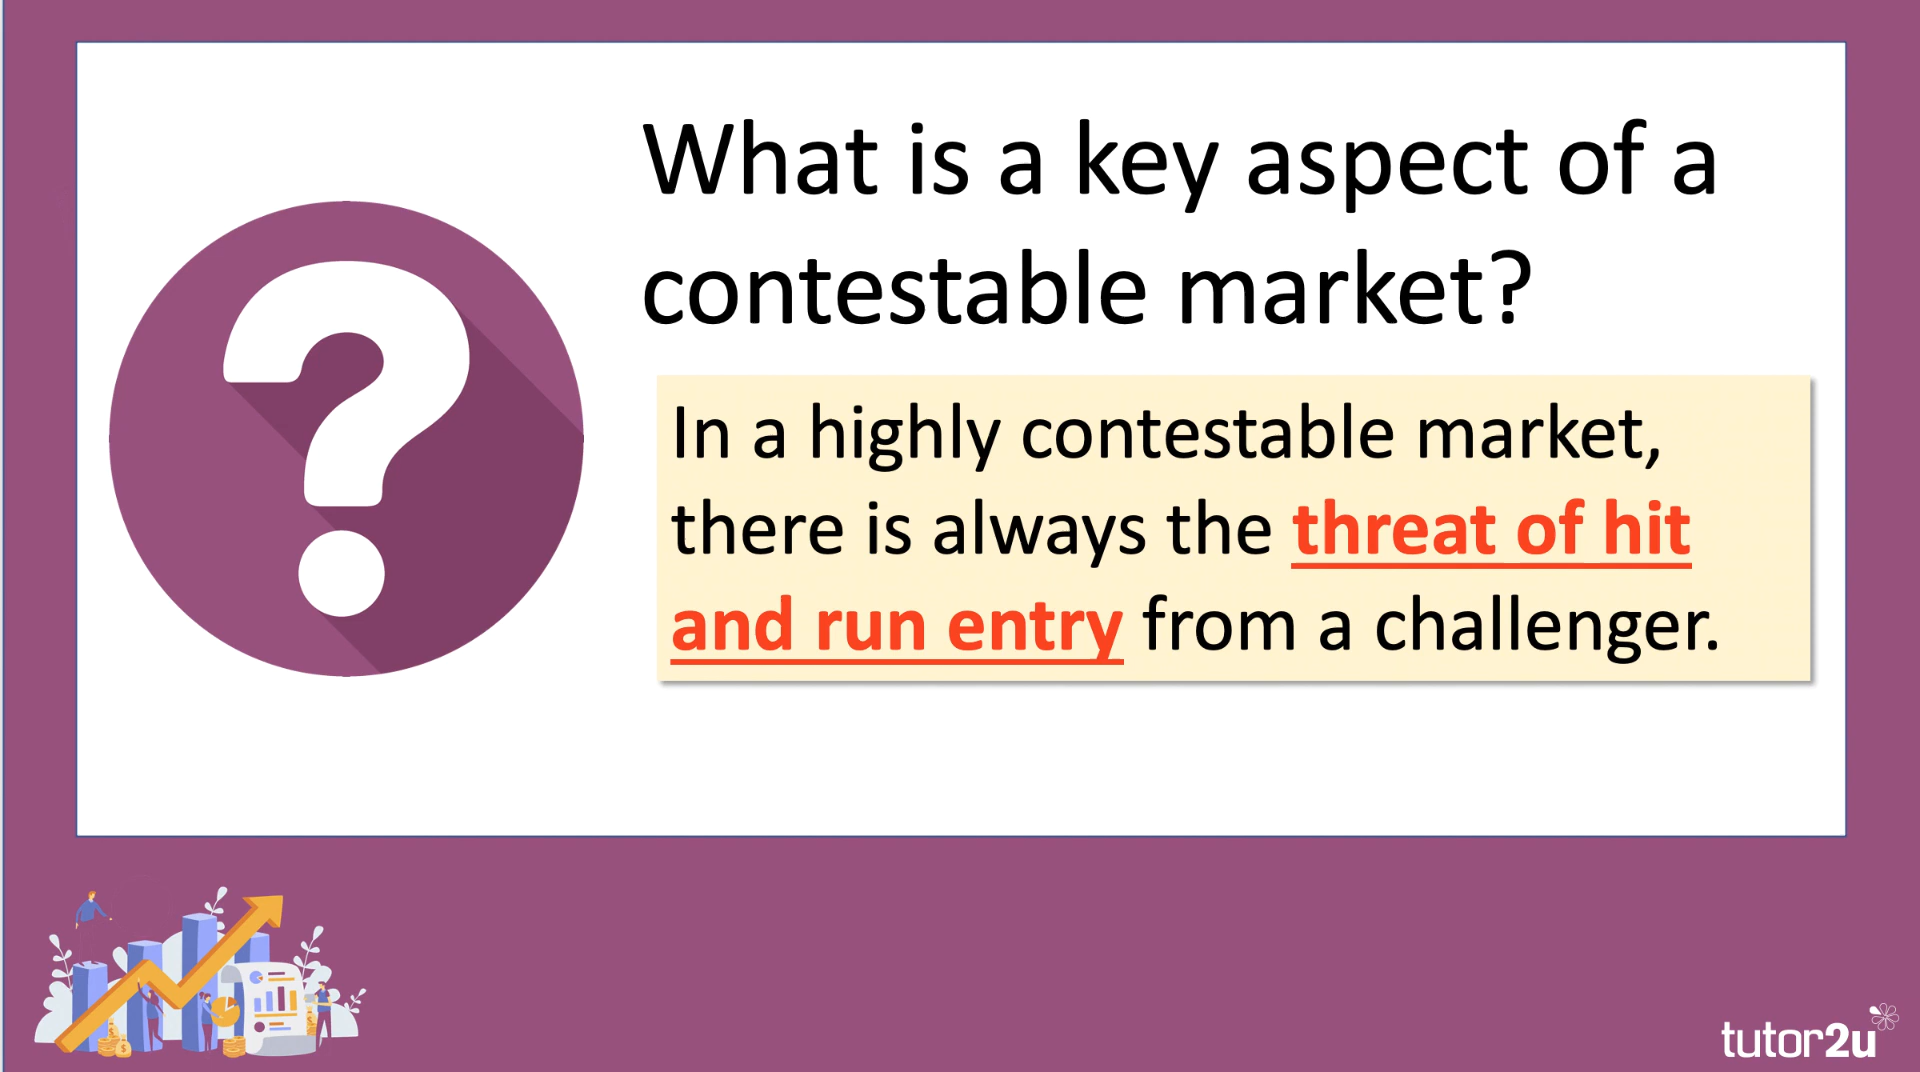 What is a key aspect of a
contestable market?
In a highly contestable market,
there is always the threat of hit
and run entry from a challenger.
tutor2u